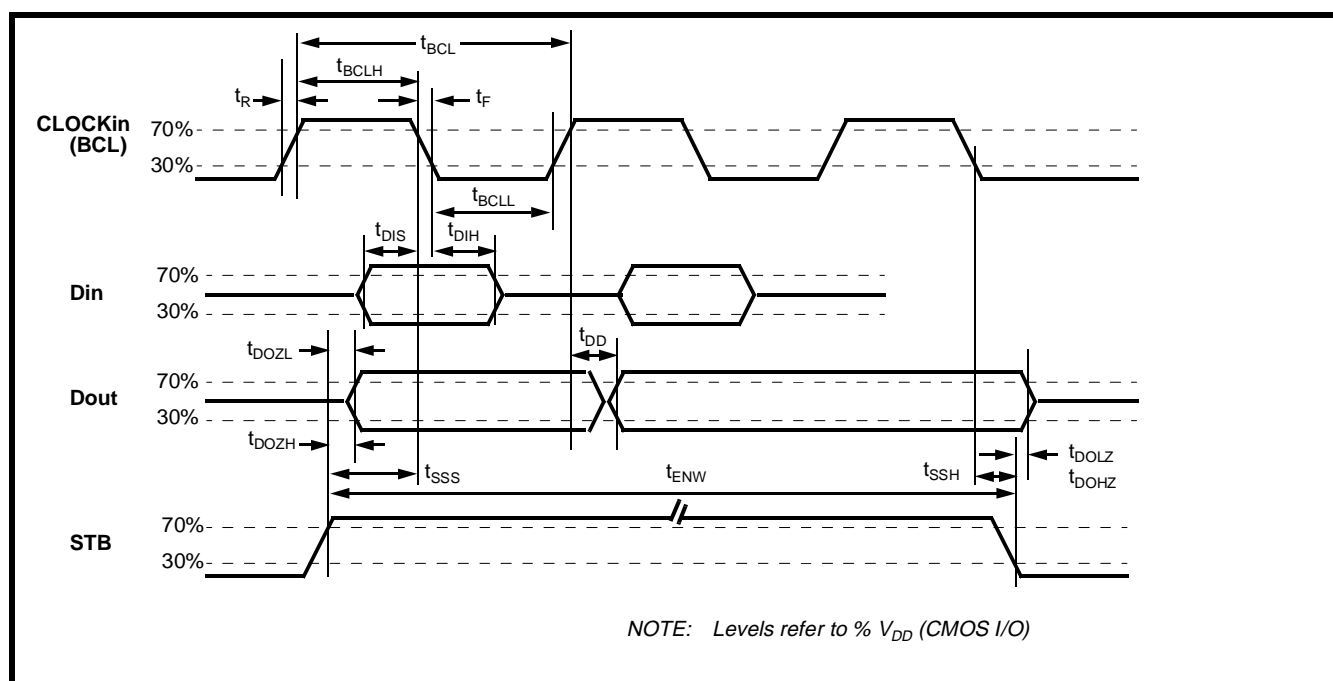 tBCL
tBCLH
tR
tF
CLOCKin
(BCL)
70%
30%
tBCLL
tDIS
tDIH
Din
70%
30%
tDOZL
tDD
Dout
70%
30%
tDOZH
tSSS
tENW
tSSH
tDOLZ
tDOHZ
STB
70%
30%
NOTE: Levels refer to % VDD (CMOS I/O)